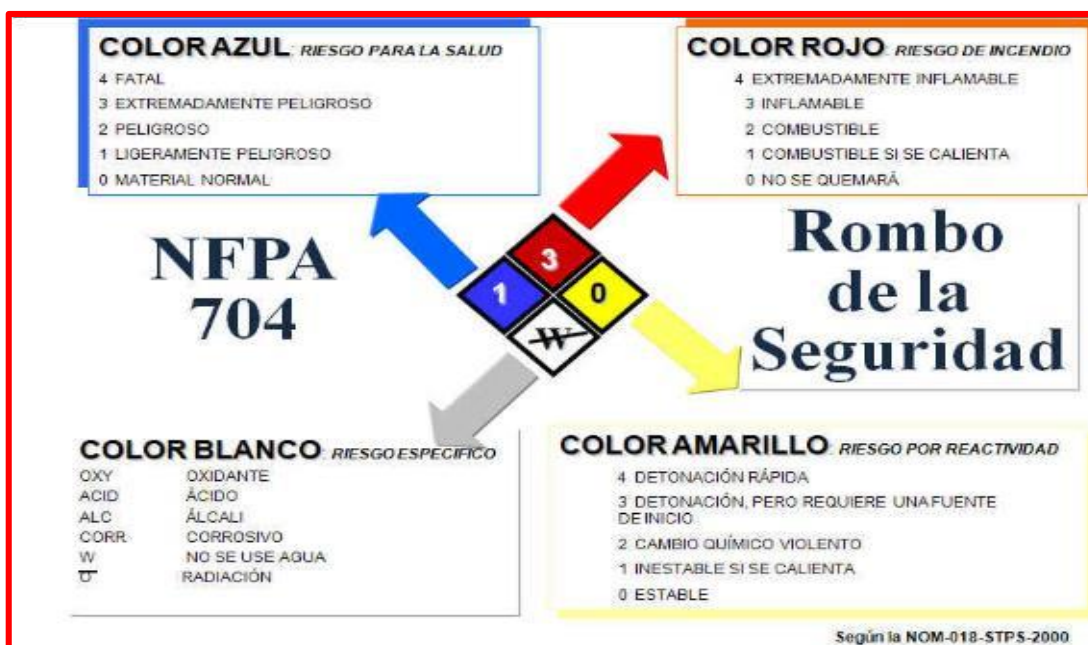 COLOR AZUL: RIESGO PARA LA SALUD
4 FATAL
3 EXTREMADAMENTE PELIGROSO
2 PELIGROSO
1 LIGERAMENTE PELIGROSO
0 MATERIAL NORMAL
COLOR ROJO: RIESGO DE INCENDIO
4 EXTREMADAMENTE INFLAMABLE
3 INFLAMABLE
2 COMBUSTIBLE
1 COMBUSTIBLE SI SE CALIENTA
0 NO SE QUEMARÁ
NFPA
704
3
1
0
W
Rombo
de la
Seguridad
COLOR BLANCO: RIESGO ESPECIFICO
OXY OXIDANTE
ACID ÁCIDO
ALC ÁLCALI
CORR CORROSIVO
W NO SE USE AGUA
RADIACIÓN
COLOR AMARILLO: RIESGO POR REACTIVIDAD
4 DETONACIÓN RÁPIDA
3 DETONACIÓN, PERO REQUIERE UNA FUENTE
DE INICIO
2 CAMBIO QUÍMICO VIOLENTO
1 INESTABLE SI SE CALIENTA
0 ESTABLE
Según la NOM-018-STPS-2000